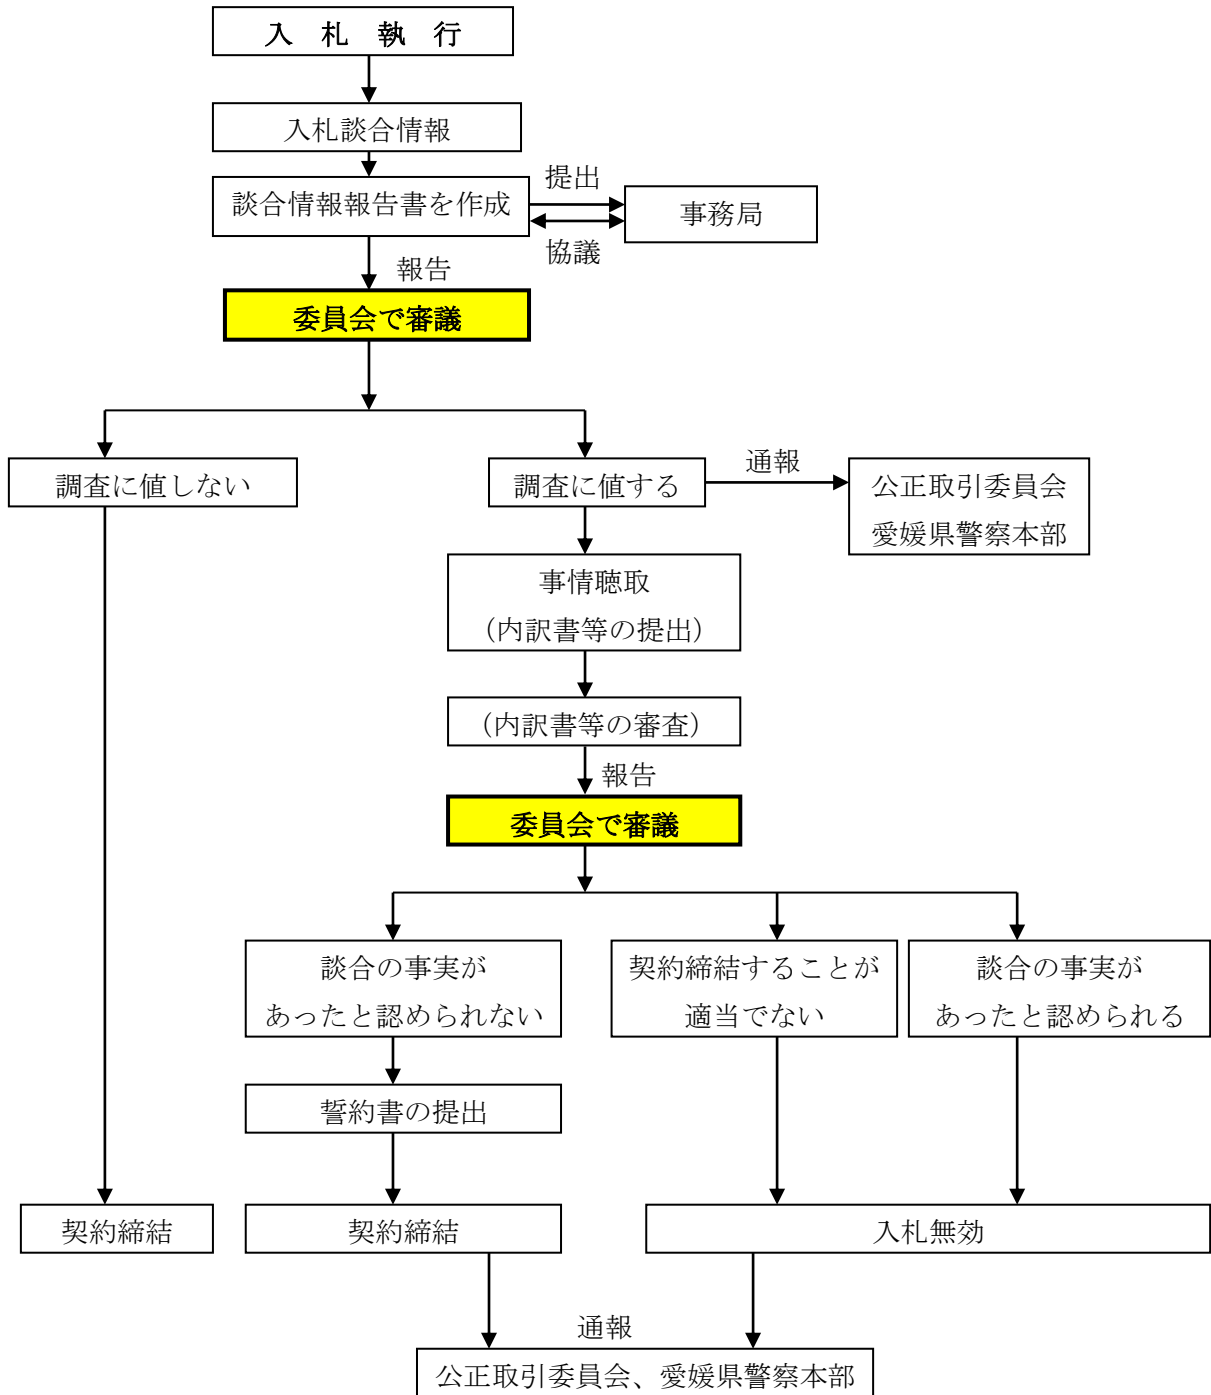 入 札 執 行
入札談合情報
談合情報報告書を作成
提出
協議
事務局
報告
委員会で審議
調査に値しない
調査に値する
通報
公正取引委員会
愛媛県警察本部
事情聴取
（内訳書等の提出）
（内訳書等の審査）
報告
委員会で審議
談合の事実が
あったと認められない
契約締結することが
適当でない
談合の事実が
あったと認められる
誓約書の提出
契約締結
契約締結
入札無効
通報
公正取引委員会、愛媛県警察本部